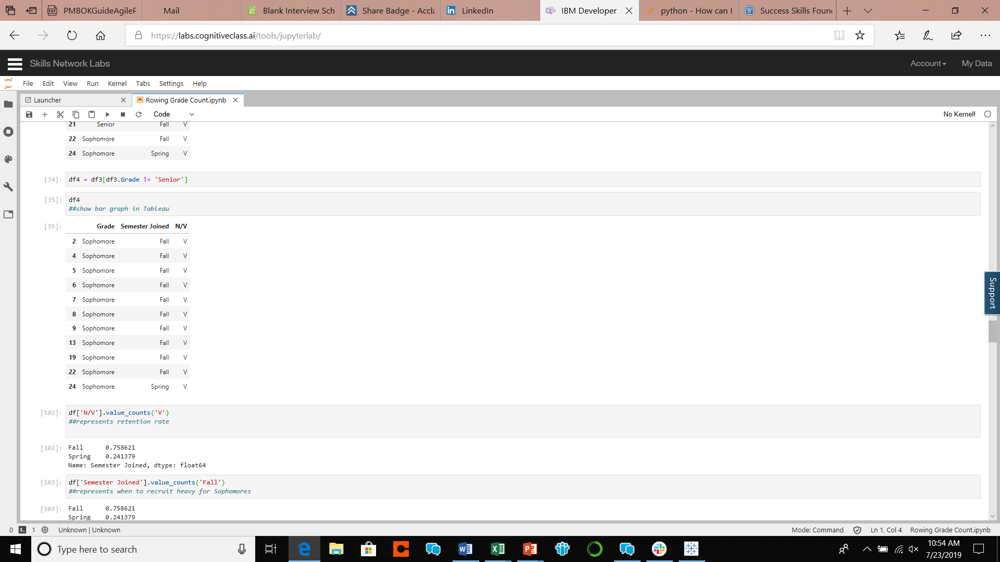 PMBOKGuideAgileF
Mail
Blank Interview Sch
Share Badge - Accla
LinkedIn
IBM Developer
python - How can I
Success Skills Foun
https://labs.cognitiveclass.ai/tools/jupyterlab/
Skills Network Labs
Account
My Data
File Edit View Run Kernel Tabs Settings Help
Launcher
Rowing Grade Count.ipynb
Code
No Kernel!
21 Senior Fall V
22 Sophomore Fall V
24 Sophomore Spring V
[34]: df4 = df3[df3.Grade != 'Senior']
[35]: df4
##show bar graph in Tableau
[35]: Grade Semester Joined N/V
2 Sophomore Fall V
4 Sophomore Fall V
5 Sophomore Fall V
6 Sophomore Fall V
7 Sophomore Fall V
8 Sophomore Fall V
9 Sophomore Fall V
13 Sophomore Fall V
19 Sophomore Fall V
22 Sophomore Fall V
24 Sophomore Spring V
Support
[102]: df['N/V'].value_counts('V')
##represents retention rate
[102]: Fall 0.758621
Spring 0.241379
Name: Semester Joined, dtype: float64
[103]: df['Semester Joined'].value_counts('Fall')
##represents when to recruit heavy for Sophomores
[103]: Fall 0.758621
Spring 0.241379
0 1 Unknown | Unknown
Mode: Command Ln 1, Col 4 Rowing Grade Count.ipynb
Type here to search
10:54 AM
7/23/2019